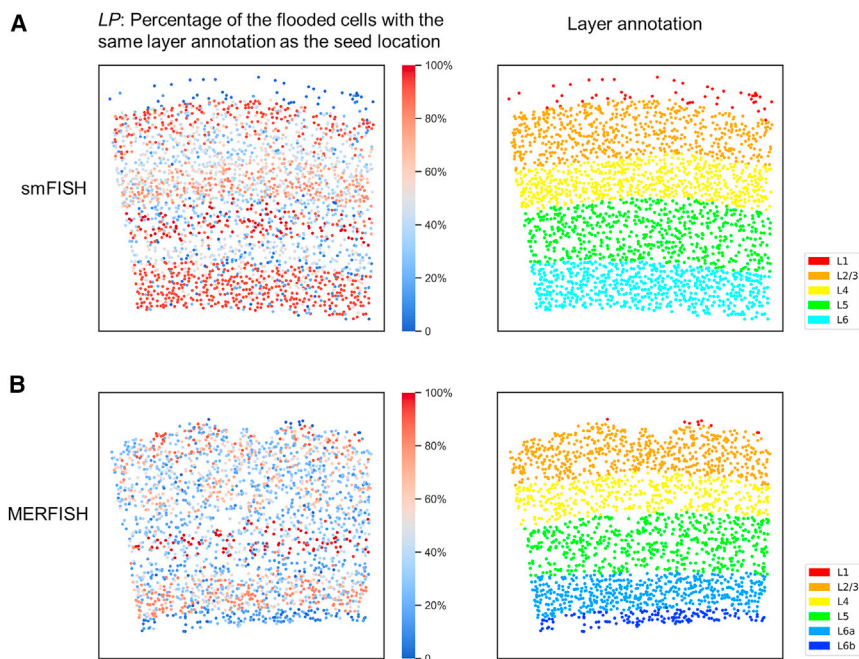 A
LP: Percentage of the flooded cells with the
same layer annotation as the seed location
Layer annotation
smFISH
100%
80%
60%
40%
20%
0
L1
L2/3
L4
L5
L6
B
MERFISH
100%
80%
60%
40%
20%
0
L1
L2/3
L4
L5
L6a
L6b